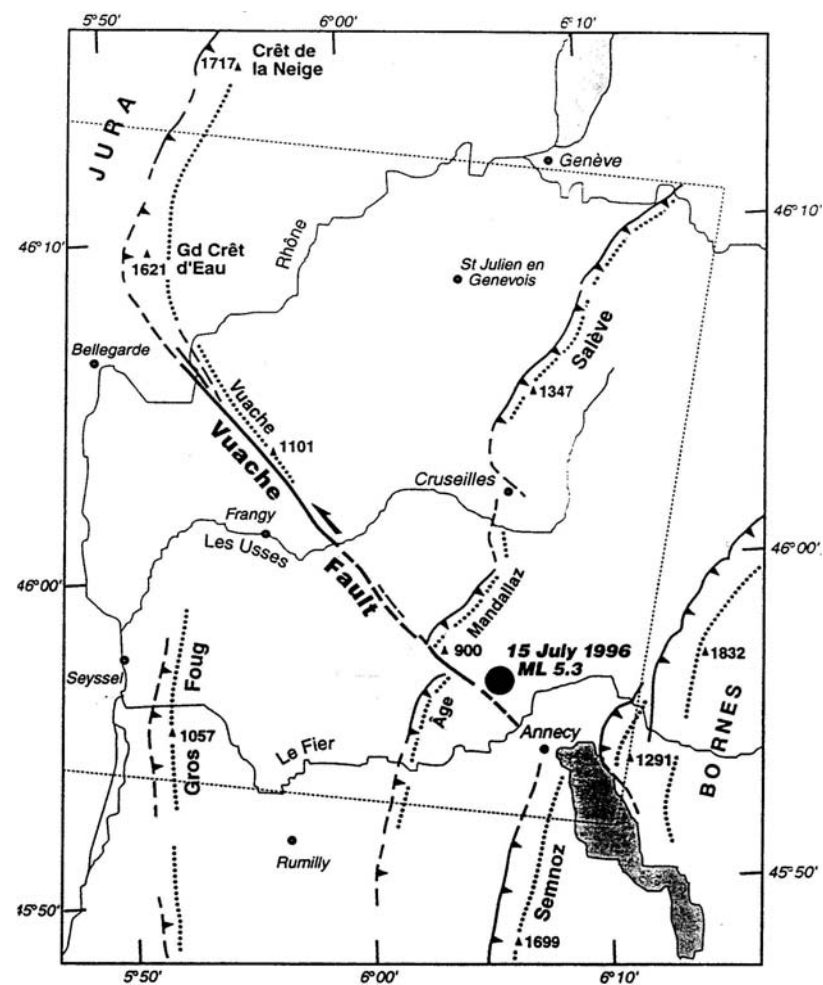 5°50'
6°00'
6°10'
1717
Crêt de
la Neige
JURA
Genève
46°10'
46°10'
Gd Crêt
d'Eau
1621
Rhône
St Julien en
Genevois
Bellegarde
Salève
1347
Vuache
1101
Vuache
Cruseilles
Frangy
Les Usses
Fault
46°00'
46°00'
Mandallaz
900
15 July 1996
ML 5.3
1832
Seyssel
Gros Foug
1057
Âge
Annecy
Le Fier
1291
BORNES
Rumilly
Semnoz
45°50'
45°50'
1699
5°50'
6°00'
6°10'